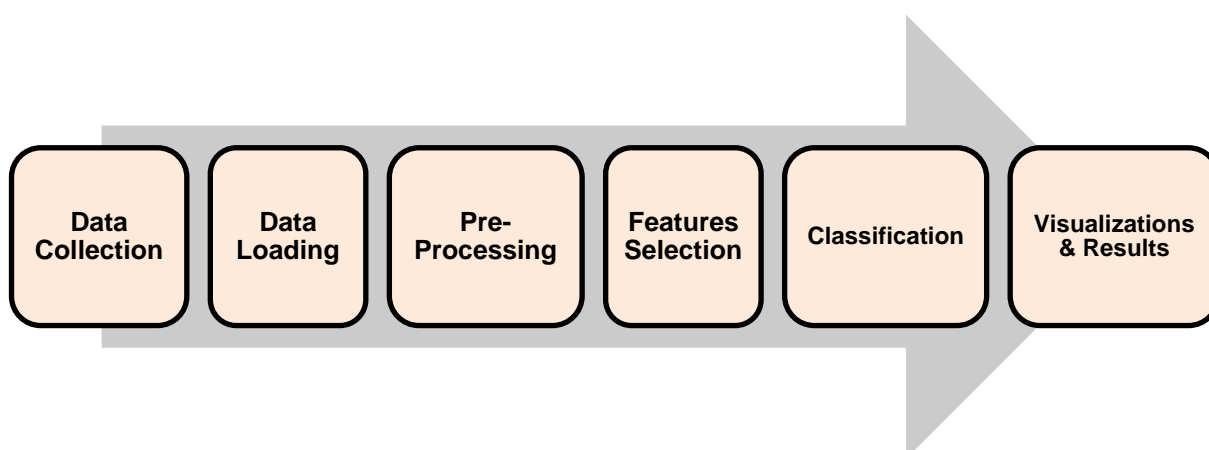 Data
Collection
Data
Loading
Pre-
Processing
Features
Selection
Classification
Visualizations
& Results